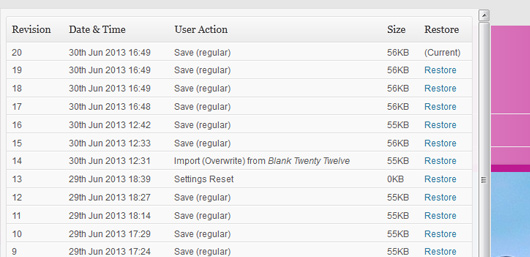 Revision Date & Time User Action Size Restore
20 30th Jun 2013 16:49 Save (regular) 56KB (Current)
19 30th Jun 2013 16:49 Save (regular) 56KB Restore
18 30th Jun 2013 16:49 Save (regular) 56KB Restore
17 30th Jun 2013 16:48 Save (regular) 56KB Restore
16 30th Jun 2013 12:42 Save (regular) 55KB Restore
15 30th Jun 2013 12:33 Save (regular) 56KB Restore
14 30th Jun 2013 12:31 Import (Overwrite) from Blank Twenty Twelve 55KB Restore
13 29th Jun 2013 18:39 Settings Reset 0KB Restore
12 29th Jun 2013 18:27 Save (regular) 55KB Restore
11 29th Jun 2013 18:14 Save (regular) 55KB Restore
10 29th Jun 2013 17:29 Save (regular) 55KB Restore
9 29th Jun 2013 17:24 Save (regular) 55KB Restore